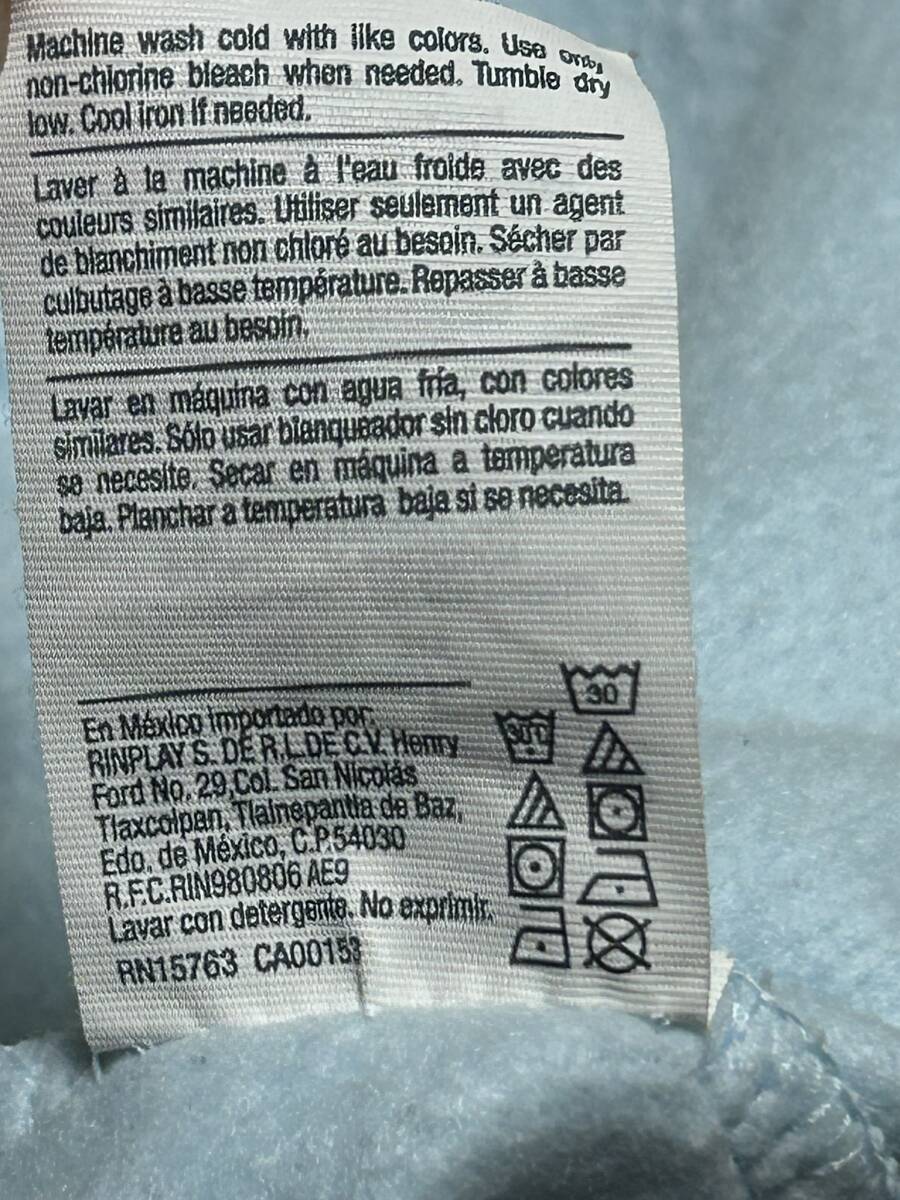 Machine wash cold with like colors. Use only
non-chlorine bleach when needed. Tumble dry
low. Cool iron if needed.
Laver à la machine à l'eau froide avec des
couleurs similaires. Utiliser seulement un agent
de blanchiment non chloré au besoin. Sécher par
culbutage à basse température. Repasser à basse
température au besoin.
Lavar en máquina con agua fría, con colores
similares. Sólo usar blanqueador sin cloro cuando
se necesite. Secar en máquina a temperatura
baja. Planchar a temperatura baja si se necesita.
En México importado por:
RINPLAY S. DE R.L.DE C.V. Henry
Ford No. 29,Col. San Nicolás
Tlaxcolpan, Tlalnepantla de Baz,
Edo. de México, C.P.54030
R.F.C.RIN980806 AE9
Lavar con detergente. No exprimir.
RN15763 CA00153
30